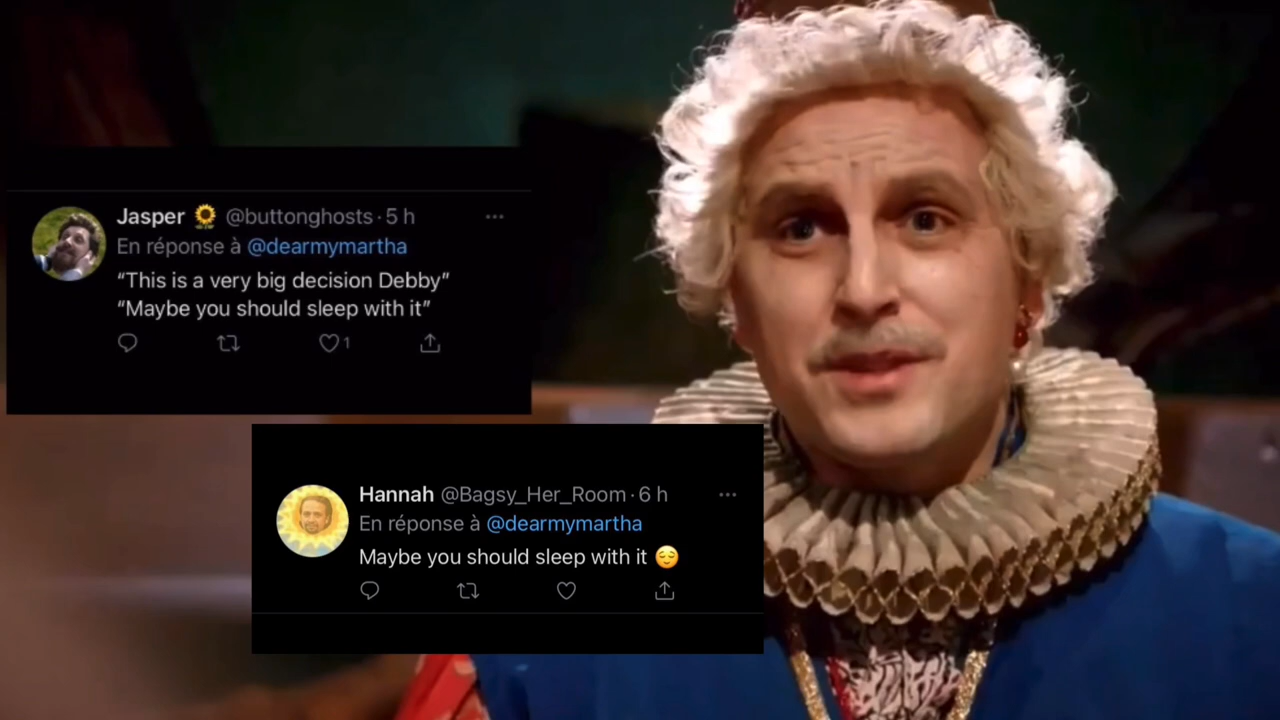 Jasper 🌻 @buttonghosts · 5 h
En réponse à @dearmymartha
“This is a very big decision Debby”
“Maybe you should sleep with it”
1
Hannah @Bagsy_Her_Room · 6 h
En réponse à @dearmymartha
Maybe you should sleep with it 😌